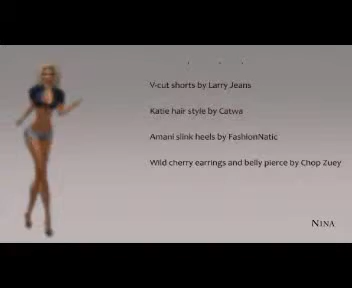 V-cut shorts by Larry Jeans
Katie hair style by Catwa
Amani slink heels by FashionNatic
Wild cherry earrings and belly pierce by Chop Zuey
NINA